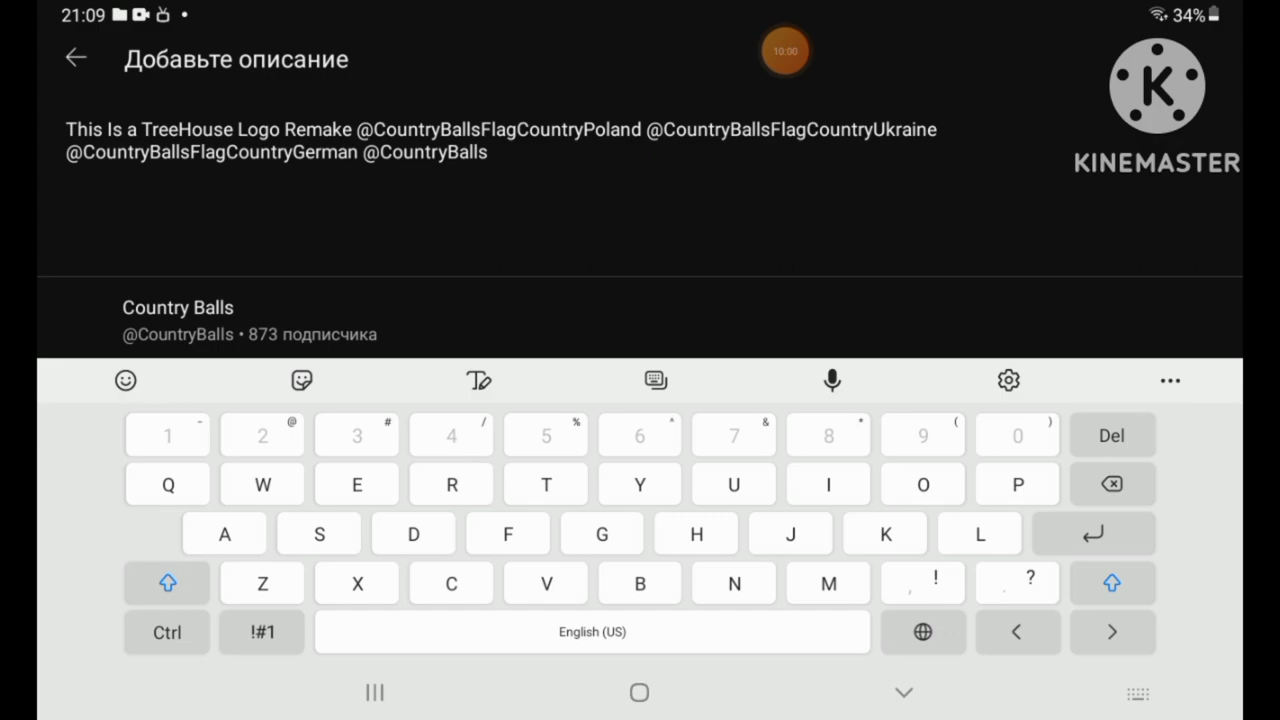 21:09
34%
Добавьте описание
10:00
K
KINEMASTER
This Is a TreeHouse Logo Remake @CountryBallsFlagCountryPoland @CountryBallsFlagCountryUkraine
@CountryBallsFlagCountryGerman @CountryBalls
Country Balls
@CountryBalls • 873 подписчика
1 - 2 @ 3 # 4 / 5 % 6 ^ 7 & 8 * 9 ( 0 ) Del
Q W E R T Y U I O P
A S D F G H J K L
Z X C V B N M , ! . ?
Ctrl !#1 English (US) < >